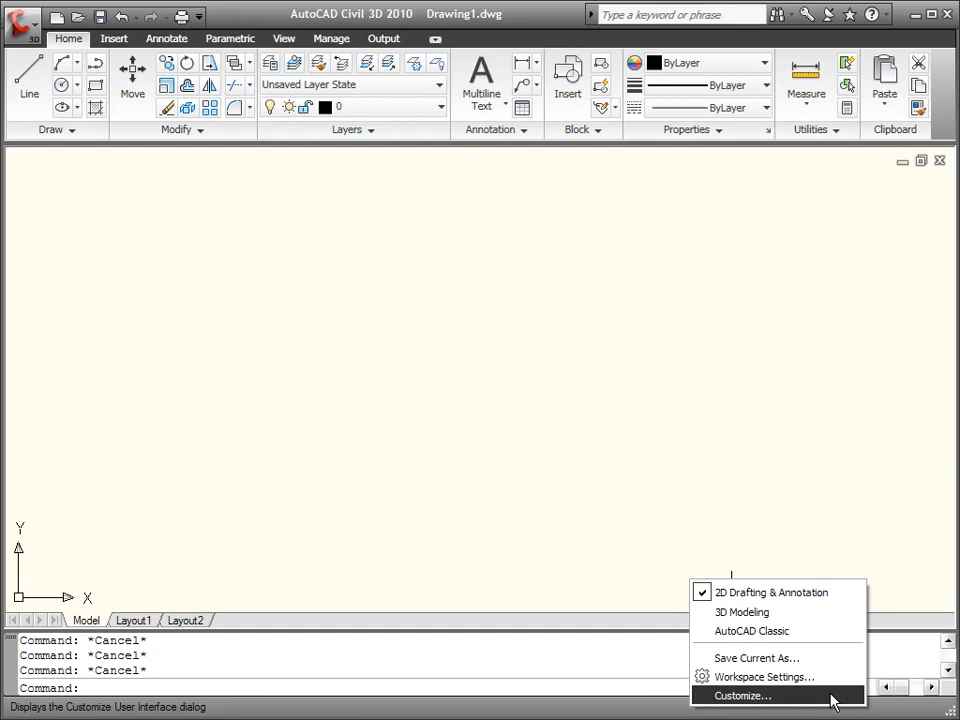 AutoCAD Civil 3D 2010 Drawing1.dwg
Type a keyword or phrase
3D
Home Insert Annotate Parametric View Manage Output
Line
Move
Unsaved Layer State
0
Multiline
Text
Insert
ByLayer
ByLayer
ByLayer
Measure
Paste
Draw Modify Layers Annotation Block Properties Utilities Clipboard
Y
X
2D Drafting & Annotation
3D Modeling
AutoCAD Classic
Save Current As...
Workspace Settings...
Customize...
Model Layout1 Layout2
Command: *Cancel*
Command: *Cancel*
Command: *Cancel*
Command:
Displays the Customize User Interface dialog